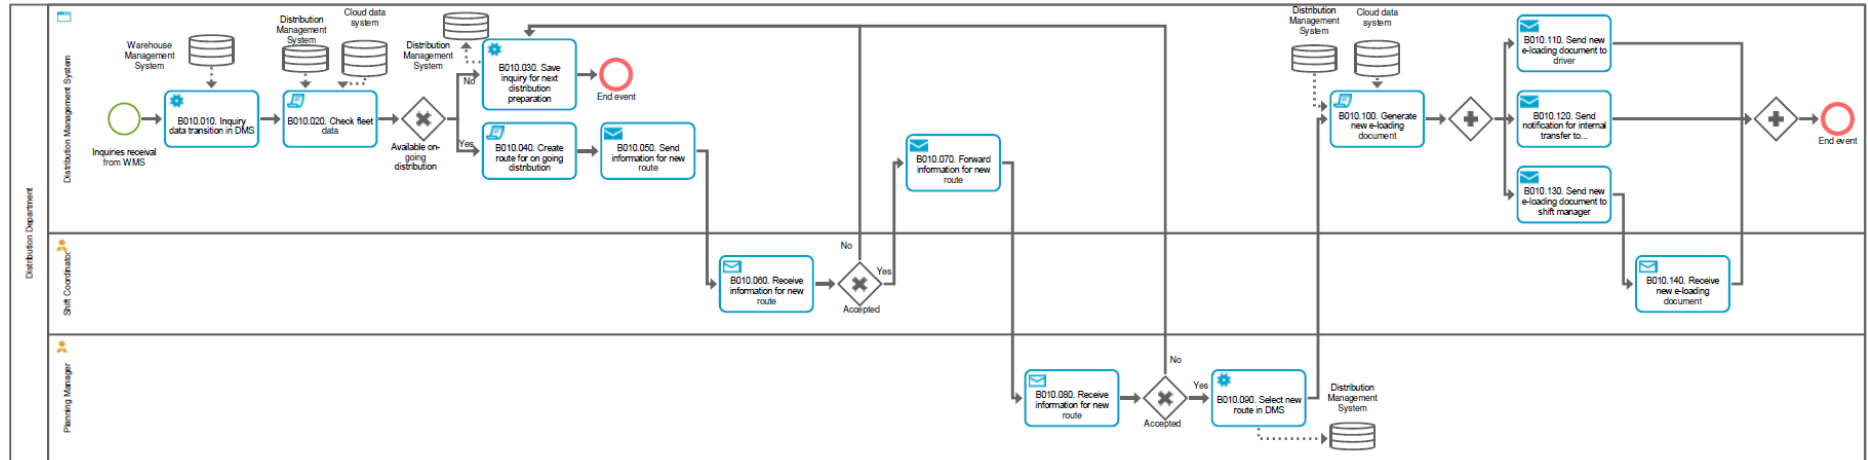 Distribution Department
Distribution Management System
Shift Coordinator
Planning Manager
Inquiries receival
from WMS
Warehouse
Management
System
B010.010. Inquiry
data transition in DMS
Distribution
Management
System
Cloud data
system
B010.020. Check fleet
data
Available on-
going
distribution
No
Yes
Distribution
Management
System
B010.030. Save
inquiry for next
distribution
preparation
End event
B010.040. Create
route for on going
distribution
B010.050. Send
information for new
route
B010.060. Receive
information for new
route
No
Yes
Accepted
B010.070. Forward
information for new
route
B010.080. Receive
information for new
route
No
Yes
Accepted
B010.090. Select new
route in DMS
Distribution
Management
System
Distribution
Management
System
Cloud data
system
B010.100. Generate
new e-loading
document
B010.110. Send new
e-loading document to
driver
B010.120. Send
notification for internal
transfer to...
B010.130. Send new
e-loading document to
shift manager
B010.140. Receive
new e-loading
document
End event